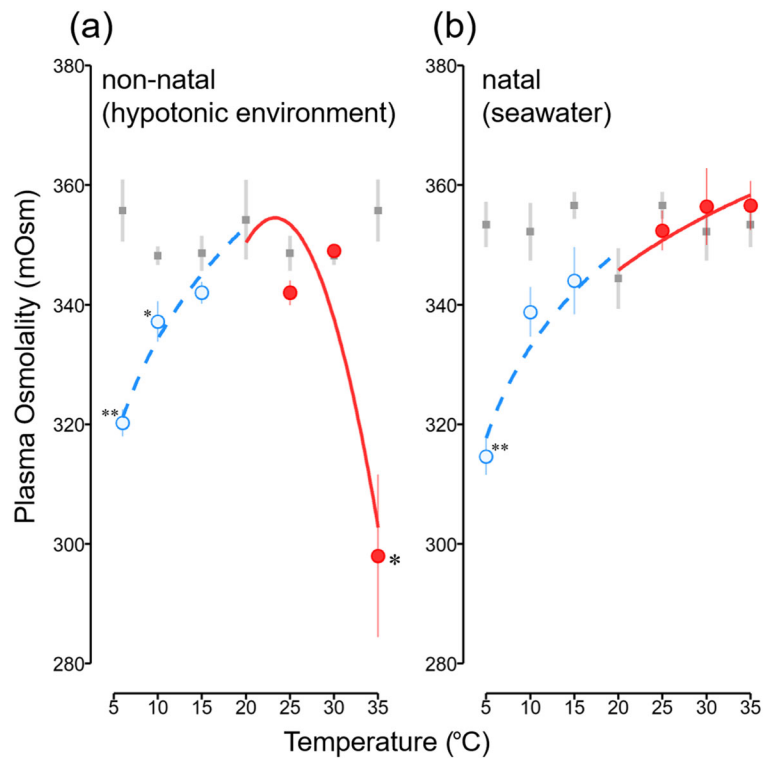 (a)
(b)
non-natal
(hypotonic environment)
natal
(seawater)
Plasma Osmolality (mOsm)
380
360
340
320
300
280
380
360
340
320
300
280
**
*
*
**
5 10 15 20 25 30 35
5 10 15 20 25 30 35
Temperature (°C)